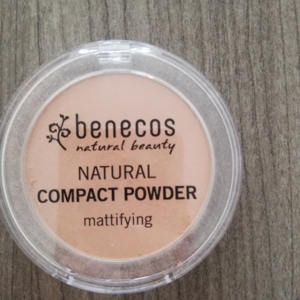 benecos
natural beauty
NATURAL
COMPACT POWDER
mattifying